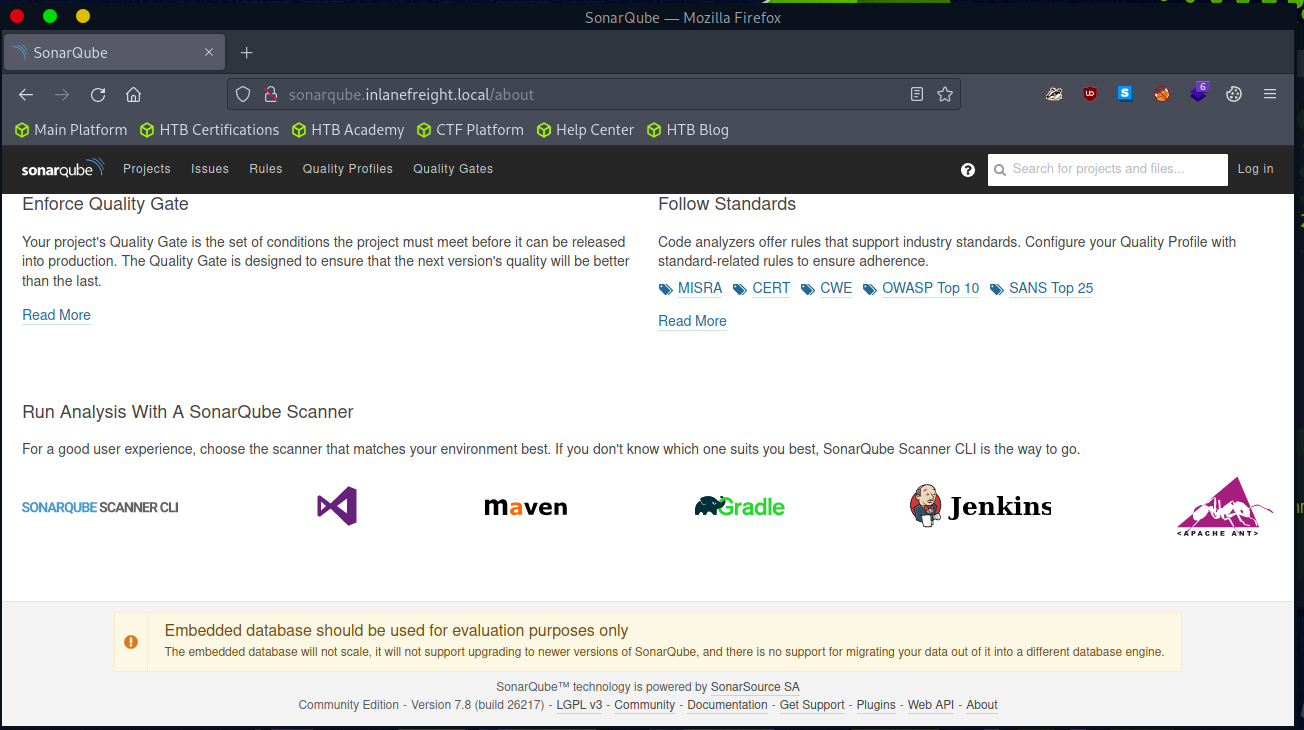 SonarQube — Mozilla Firefox
SonarQube
sonarqube.inlanefreight.local/about
6
Main Platform HTB Certifications HTB Academy CTF Platform Help Center HTB Blog
sonarqube Projects Issues Rules Quality Profiles Quality Gates Search for projects and files... Log in
Enforce Quality Gate
Your project's Quality Gate is the set of conditions the project must meet before it can be released
into production. The Quality Gate is designed to ensure that the next version's quality will be better
than the last.
Read More
Follow Standards
Code analyzers offer rules that support industry standards. Configure your Quality Profile with
standard-related rules to ensure adherence.
MISRA CERT CWE OWASP Top 10 SANS Top 25
Read More
Run Analysis With A SonarQube Scanner
For a good user experience, choose the scanner that matches your environment best. If you don't know which one suits you best, SonarQube Scanner CLI is the way to go.
SONARQUBE SCANNER CLI maven Gradle Jenkins <APACHE ANT>
Embedded database should be used for evaluation purposes only
The embedded database will not scale, it will not support upgrading to newer versions of SonarQube, and there is no support for migrating your data out of it into a different database engine.
SonarQube™ technology is powered by SonarSource SA
Community Edition - Version 7.8 (build 26217) - LGPL v3 - Community - Documentation - Get Support - Plugins - Web API - About